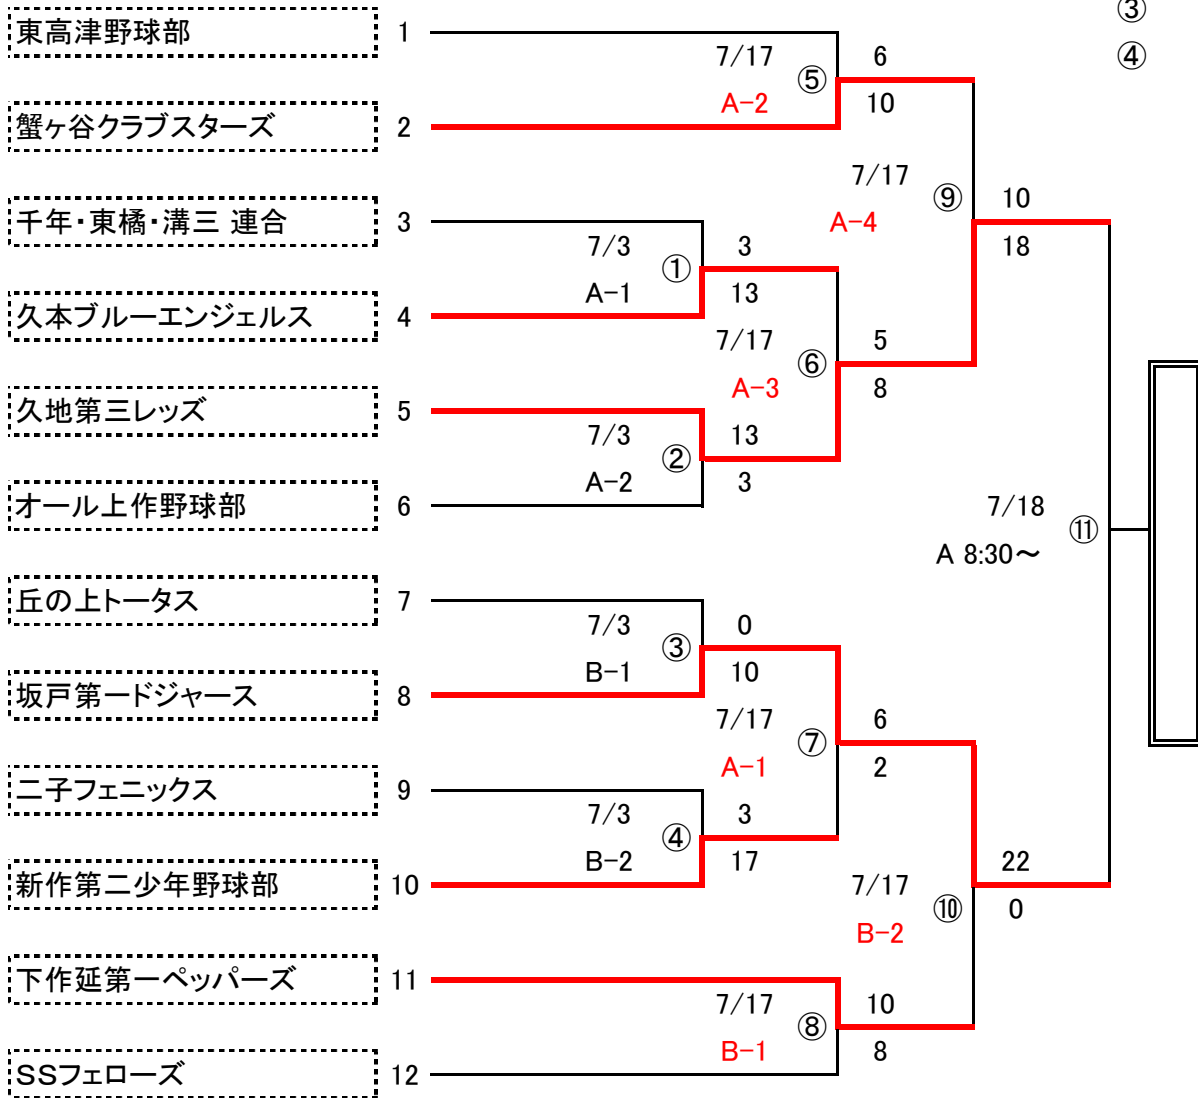 ③
東高津野球部 1
7/17 ⑤ 6
④
A-2 10
蟹ヶ谷クラブスターズ 2
7/17 ⑨ 10
千年・東橘・溝三 連合 3
A-4 18
7/3 ① 3
A-1 13
久本ブルーエンジェルス 4
7/17 ⑥ 5
A-3 8
久地第三レッズ 5
7/3 ② 13
A-2 3
オール上作野球部 6
7/18 ⑪
A 8:30～
丘の上トータス 7
7/3 ③ 0
B-1 10
坂戸第一ドジャース 8
7/17 ⑦ 6
A-1 2
二子フェニックス 9
7/3 ④ 3
B-2 17
新作第二少年野球部 10
7/17 ⑩ 22
B-2 0
下作延第一ペッパーズ 11
7/17 ⑧ 10
B-1 8
SSフェローズ 12